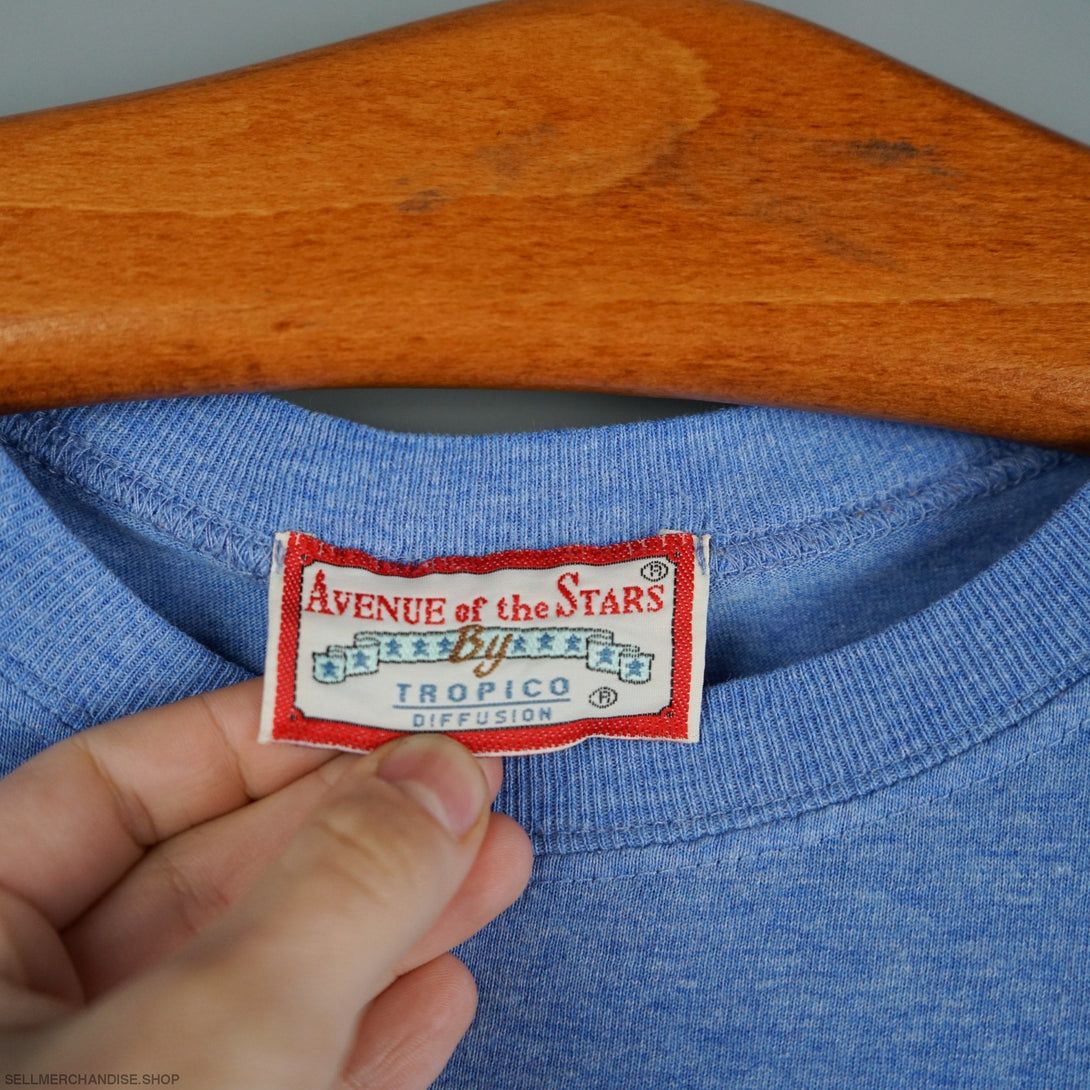 AVENUE of the STARS ®
By
TROPICO ®
DIFFUSION
SELLMERCHANDISE.SHOP